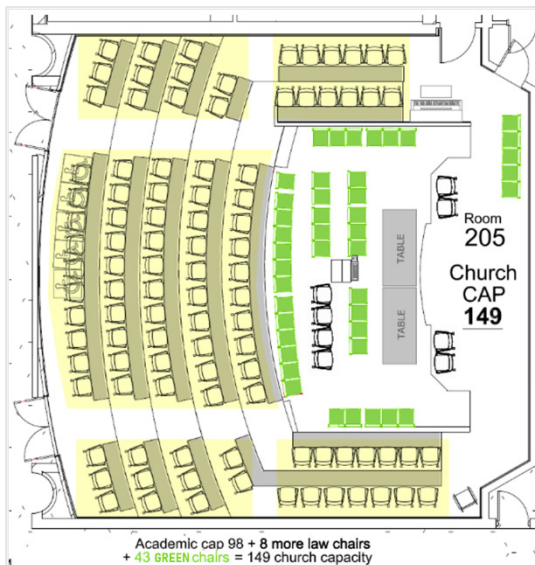 Room
205
Church
CAP
149
TABLE
TABLE
Academic cap 98 + 8 more law chairs
+ 43 GREEN chairs = 149 church capacity